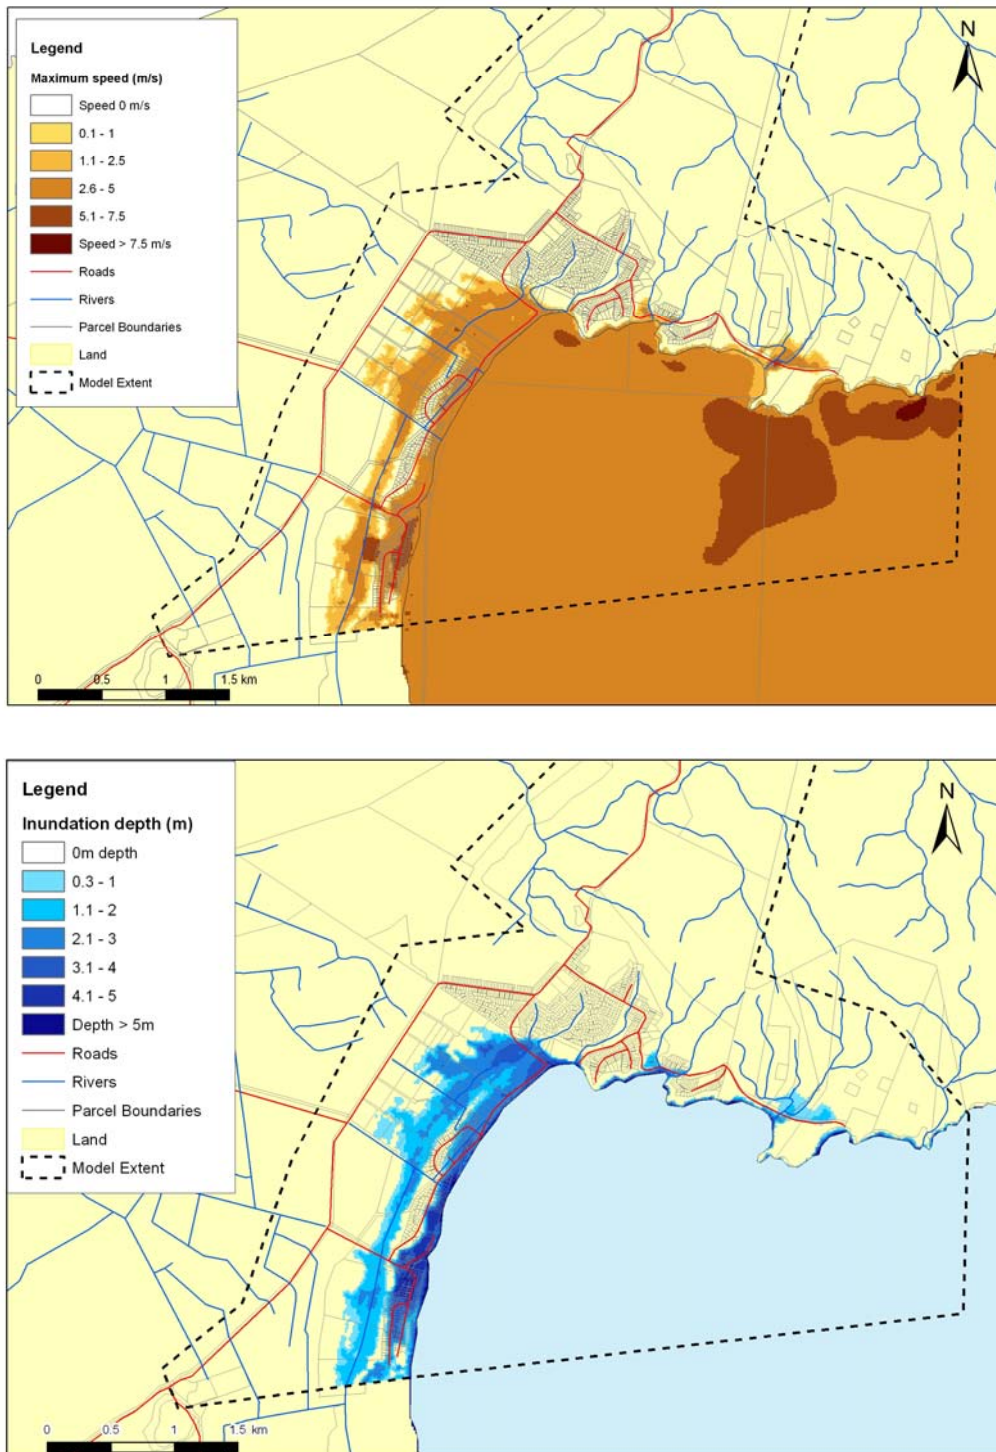 Legend
Maximum speed (m/s)
Speed 0 m/s
0.1 - 1
1.1 - 2.5
2.6 - 5
5.1 - 7.5
Speed > 7.5 m/s
Roads
Rivers
Parcel Boundaries
Land
Model Extent
N
0 0.5 1 1.5 km
Legend
Inundation depth (m)
0m depth
0.3 - 1
1.1 - 2
2.1 - 3
3.1 - 4
4.1 - 5
Depth > 5m
Roads
Rivers
Parcel Boundaries
Land
Model Extent
N
0 0.5 1 1.5 km